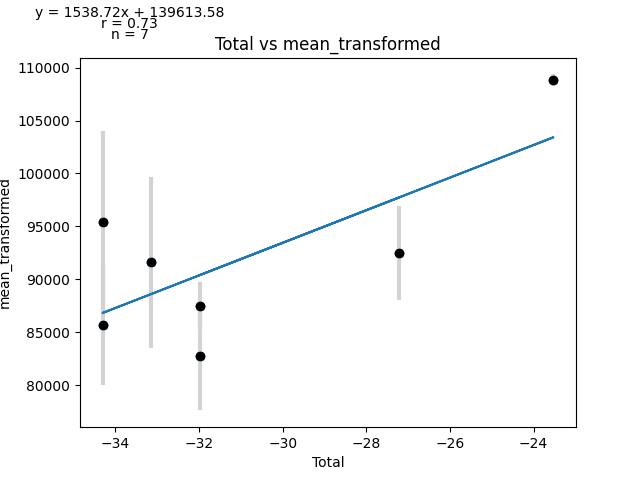 y = 1538.72x + 139613.58
r = 0.73
n = 7
Total vs mean_transformed
110000
105000
100000
95000
90000
85000
80000
mean_transformed
−34
−32
−30
−28
−26
−24
Total